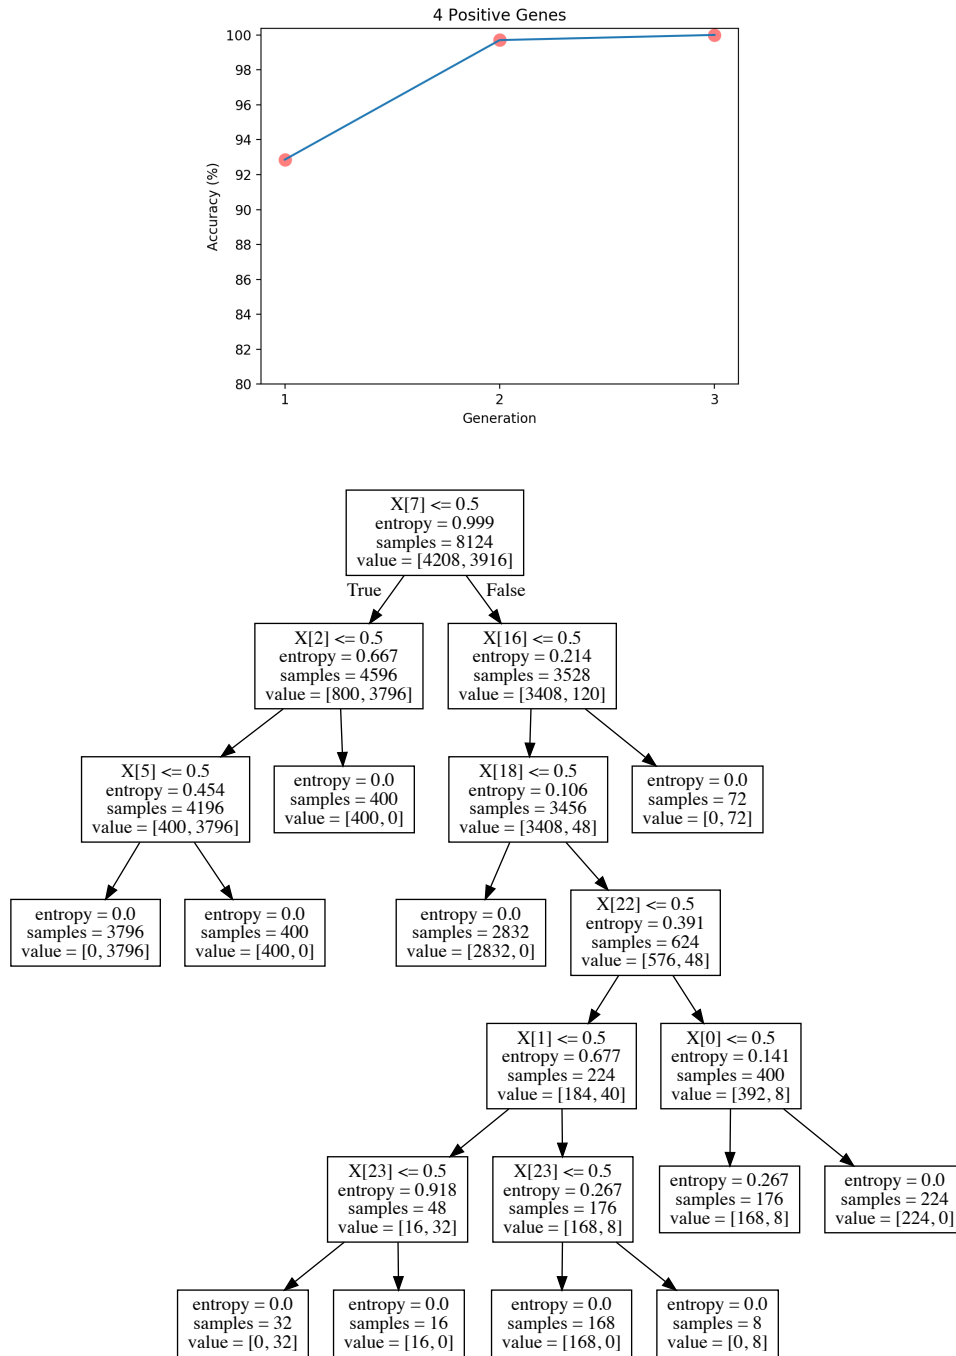 4 Positive Genes
100
98
96
94
92
90
88
86
84
82
80
Accuracy (%)
1
2
3
Generation
X[7] <= 0.5
entropy = 0.999
samples = 8124
value = [4208, 3916]
True
False
X[2] <= 0.5
entropy = 0.667
samples = 4596
value = [800, 3796]
X[16] <= 0.5
entropy = 0.214
samples = 3528
value = [3408, 120]
X[5] <= 0.5
entropy = 0.454
samples = 4196
value = [400, 3796]
entropy = 0.0
samples = 400
value = [400, 0]
X[18] <= 0.5
entropy = 0.106
samples = 3456
value = [3408, 48]
entropy = 0.0
samples = 72
value = [0, 72]
entropy = 0.0
samples = 3796
value = [0, 3796]
entropy = 0.0
samples = 400
value = [400, 0]
entropy = 0.0
samples = 2832
value = [2832, 0]
X[22] <= 0.5
entropy = 0.391
samples = 624
value = [576, 48]
X[1] <= 0.5
entropy = 0.677
samples = 224
value = [184, 40]
X[0] <= 0.5
entropy = 0.141
samples = 400
value = [392, 8]
X[23] <= 0.5
entropy = 0.918
samples = 48
value = [16, 32]
X[23] <= 0.5
entropy = 0.267
samples = 176
value = [168, 8]
entropy = 0.267
samples = 176
value = [168, 8]
entropy = 0.0
samples = 224
value = [224, 0]
entropy = 0.0
samples = 32
value = [0, 32]
entropy = 0.0
samples = 16
value = [16, 0]
entropy = 0.0
samples = 168
value = [168, 0]
entropy = 0.0
samples = 8
value = [0, 8]